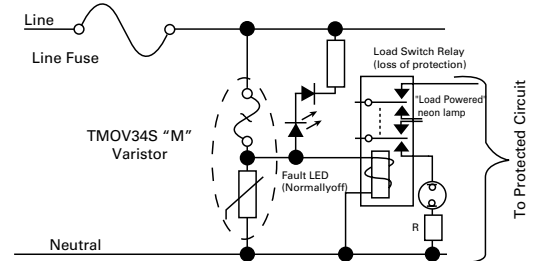 Line
Line Fuse
Load Switch Relay
(loss of protection)
"Load Powered"
neon lamp
TMOV34S “M”
Varistor
Fault LED
(Normallyoff)
R
Neutral
To Protected Circuit